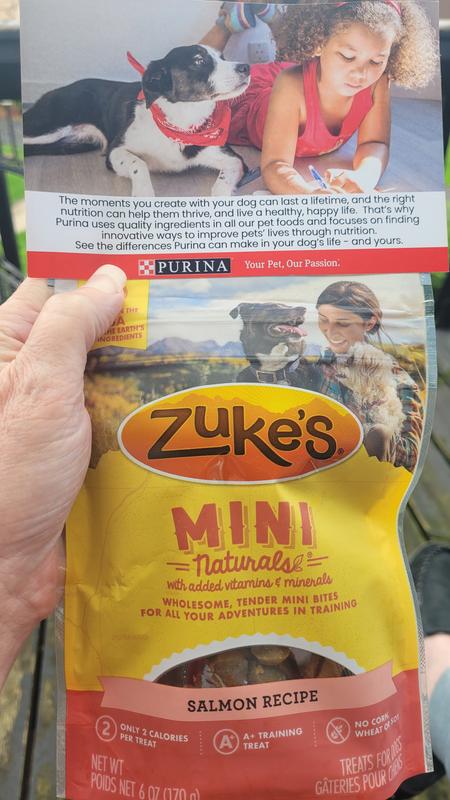 The moments you create with your dog can last a lifetime, and the right
nutrition can help them thrive, and live a healthy, happy life. That's why
Purina uses quality ingredients in all our pet foods and focuses on finding
innovative ways to improve pets' lives through nutrition.
See the differences Purina can make in your dog's life - and yours.
PURINA Your Pet, Our Passion.
THE EARTH'S
INGREDIENTS
Zuke's®
MINI
Naturals®
with added vitamins & minerals
WHOLESOME, TENDER MINI BITES
FOR ALL YOUR ADVENTURES IN TRAINING
SALMON RECIPE
2 ONLY 2 CALORIES
PER TREAT
A+ A+ TRAINING
TREAT
NO CORN,
WHEAT OR SOY
NET WT
POIDS NET 6 OZ (170 g)
TREATS FOR DOGS
GÂTERIES POUR